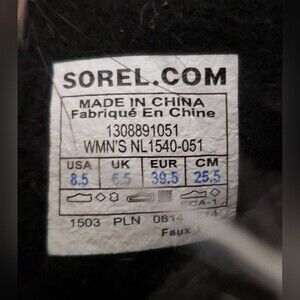 SOREL.COM
MADE IN CHINA
Fabriqué En Chine
1308891051
WMN'S NL1540-051
USA UK EUR CM
8.5 6.5 39.5 25.5
1503 PLN 0814
Faux